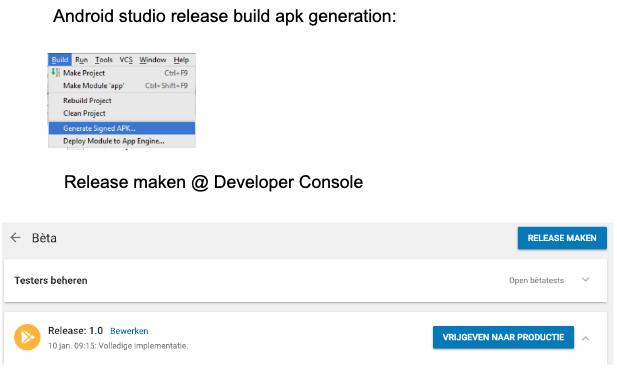 Android studio release build apk generation:
Build Run Tools VCS Window Help
Make Project Ctrl+F9
Make Module 'app' Ctrl+Shift+F9
Rebuild Project
Clean Project
Generate Signed APK...
Deploy Module to App Engine...
Release maken @ Developer Console
Bèta RELEASE MAKEN
Testers beheren Open bètatests
Release: 1.0 Bewerken
10 jan. 09:15: Volledige implementatie.
VRIJGEVEN NAAR PRODUCTIE